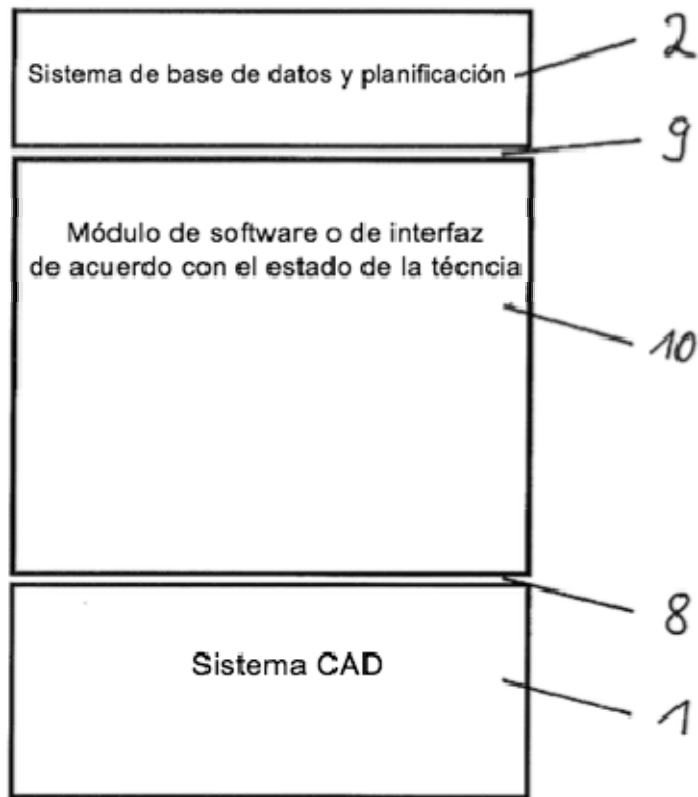 Sistema de base de datos y planificación
2
9
Módulo de software o de interfaz
de acuerdo con el estado de la técncia
10
8
Sistema CAD
1